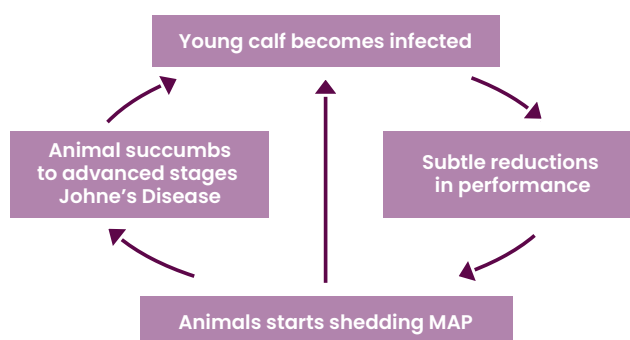 Young calf becomes infected
Animal succumbs
to advanced stages
Johne's Disease
Subtle reductions
in performance
Animals starts shedding MAP